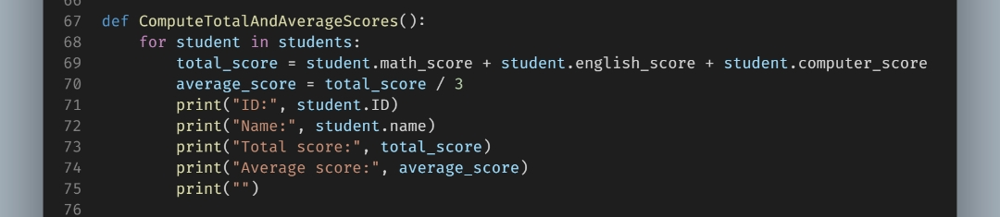 67 def ComputeTotalAndAverageScores():
68     for student in students:
69         total_score = student.math_score + student.english_score + student.computer_score
70         average_score = total_score / 3
71         print("ID:", student.ID)
72         print("Name:", student.name)
73         print("Total score:", total_score)
74         print("Average score:", average_score)
75         print("")
76